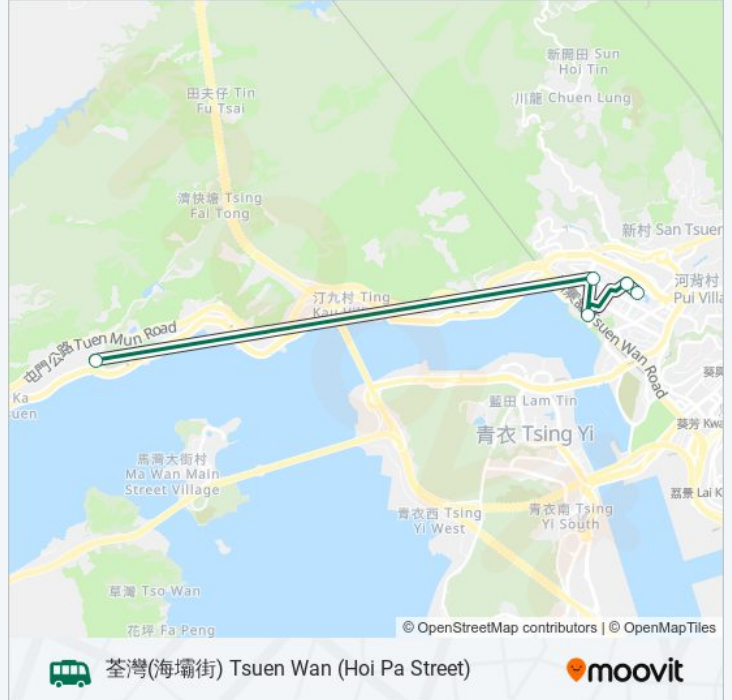 新開田 Sun
Hoi Tin
田夫仔 Tin
Fu Tsai
川龍 Chuen Lung
清快塘 Tsing
Fai Tong
新村 San Tsuen
汀九村 Ting
Kau
河背村
Pui Villa
屯門公路 Tuen Mun Road
Tsuen Wan Road
Ka
uen
藍田 Lam Tin
葵芳 Kwa
青衣 Tsing Yi
馬灣大街村
Ma Wan Main
Street Village
荔景 Lai K
青衣西 Tsing
Yi West
青衣南 Tsing
Yi South
草灣 Tso Wan
花坪 Fa Peng
© OpenStreetMap contributors | © OpenMapTiles
荃灣(海壩街) Tsuen Wan (Hoi Pa Street)
moovit